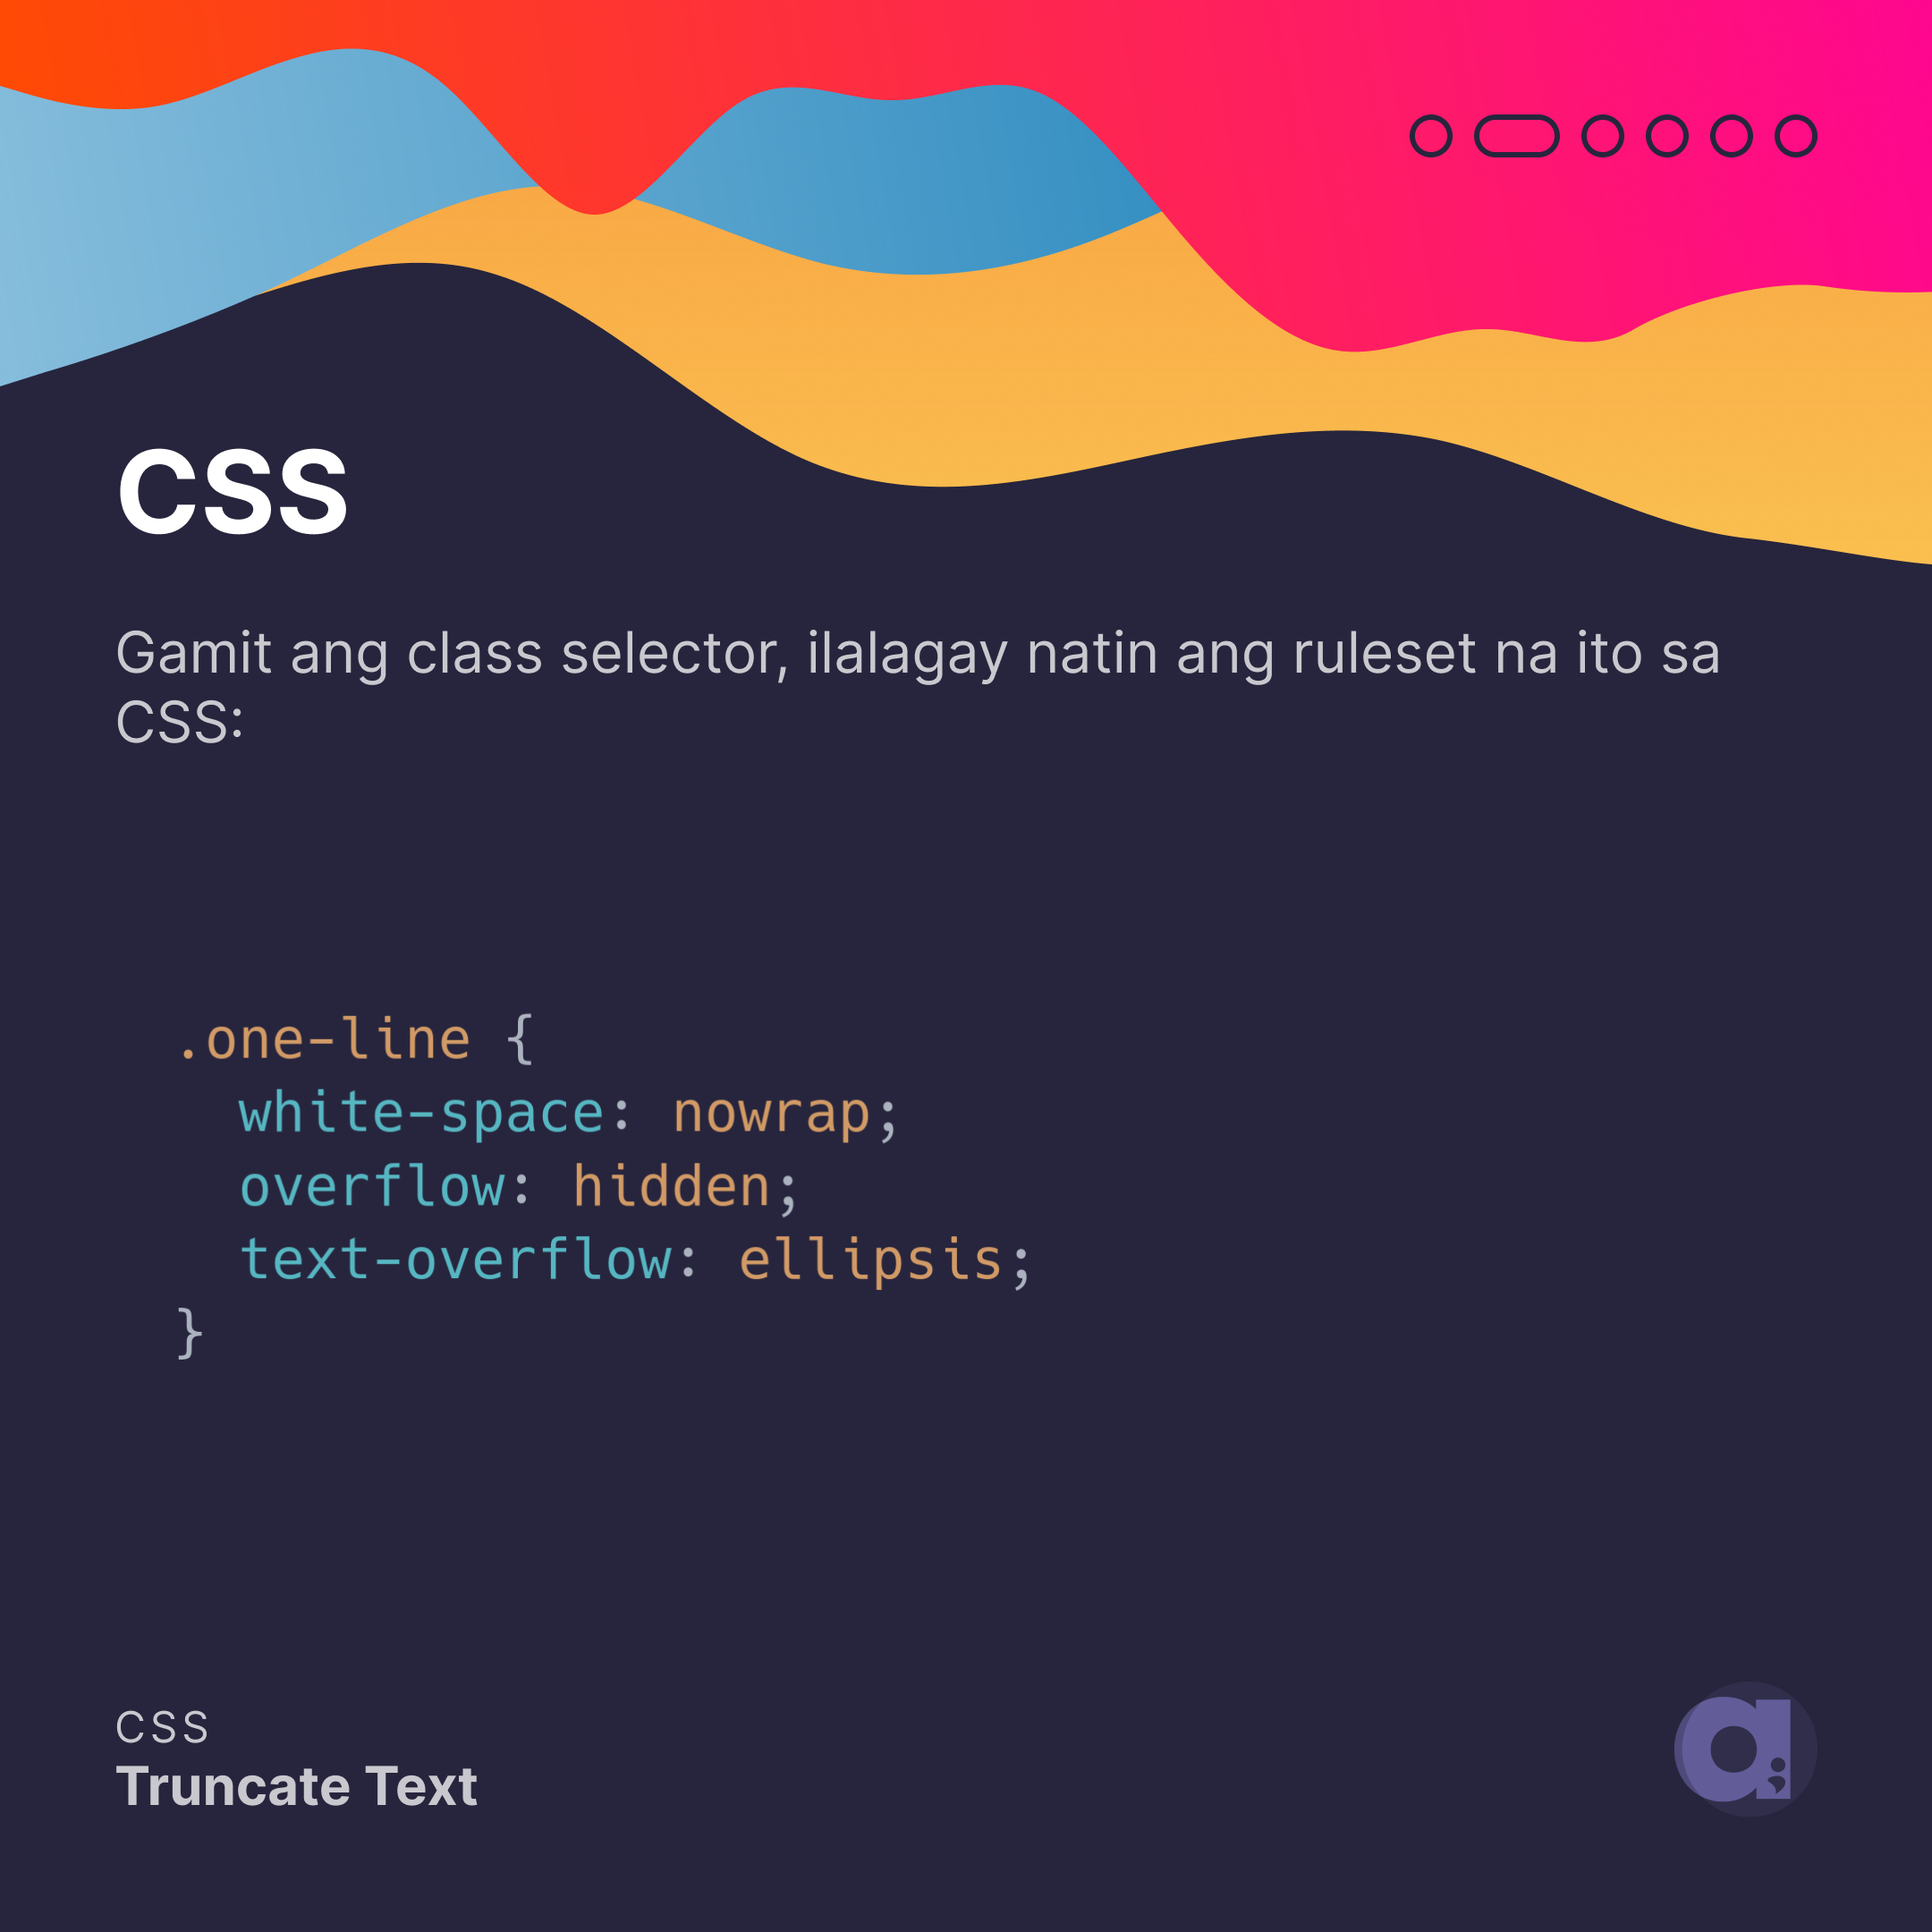 CSS
Gamit ang class selector, ilalagay natin ang ruleset na ito sa
CSS:
.one-line {
  white-space: nowrap;
  overflow: hidden;
  text-overflow: ellipsis;
}
CSS
Truncate Text
a;